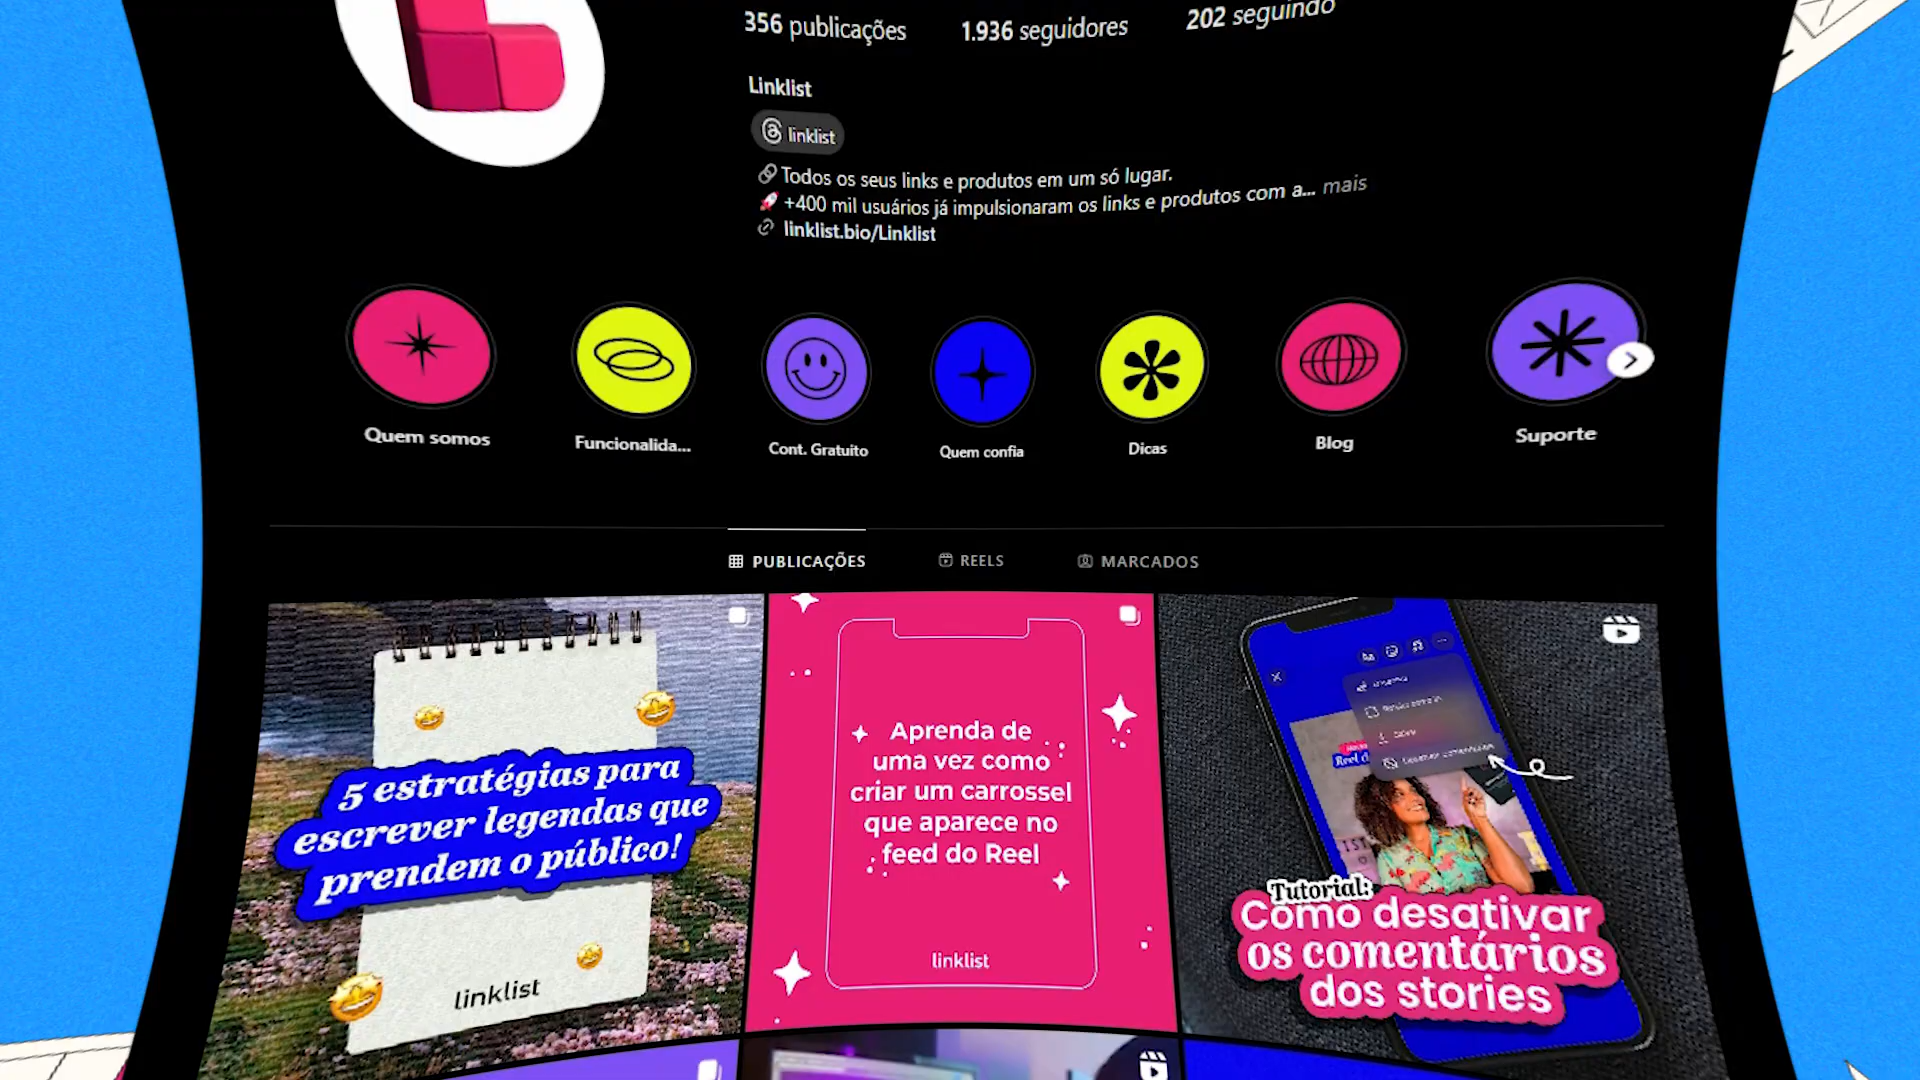 356 publicações 1.936 seguidores 202 seguindo
Linklist
linklist
Todos os seus links e produtos em um só lugar.
+400 mil usuários já impulsionaram os links e produtos com a... mais
linklist.bio/Linklist
Quem somos
Funcionalida...
Cont. Gratuito
Quem confia
Dicas
Blog
Suporte
PUBLICAÇÕES
REELS
MARCADOS
5 estratégias para
escrever legendas que
prendem o público!
linklist
Aprenda de
uma vez como
criar um carrossel
que aparece no
feed do Reel
linklist
Aa
Tutorial:
Como desativar
os comentários
dos stories